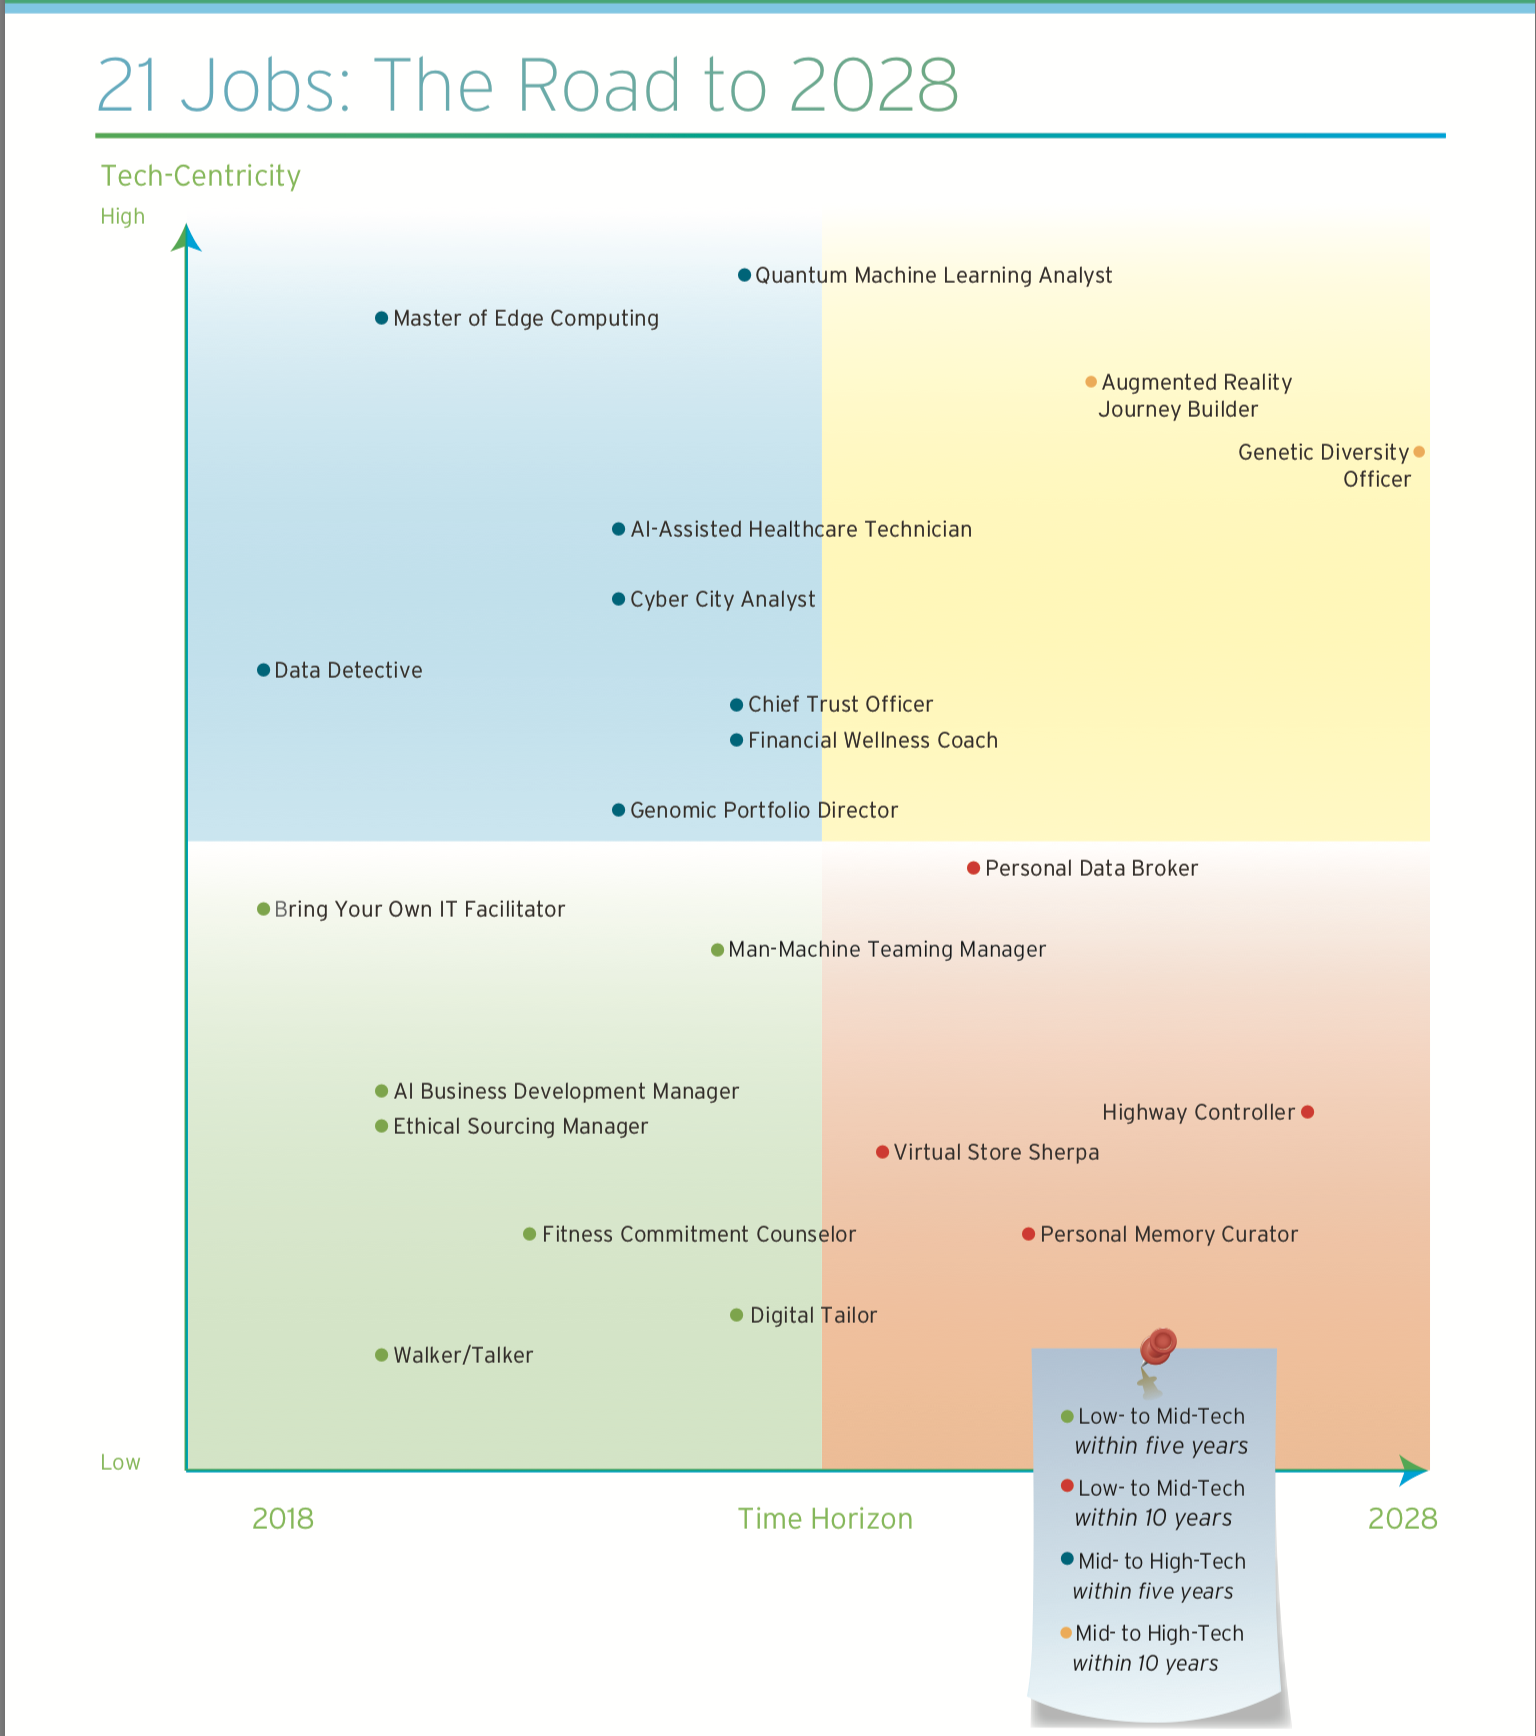 21 Jobs: The Road to 2028
Tech-Centricity
High
Quantum Machine Learning Analyst
Master of Edge Computing
Augmented Reality
Journey Builder
Genetic Diversity
Officer
AI-Assisted Healthcare Technician
Cyber City Analyst
Data Detective
Chief Trust Officer
Financial Wellness Coach
Genomic Portfolio Director
Personal Data Broker
Bring Your Own IT Facilitator
Man-Machine Teaming Manager
AI Business Development Manager
Highway Controller
Ethical Sourcing Manager
Virtual Store Sherpa
Fitness Commitment Counselor
Personal Memory Curator
Digital Tailor
Walker/Talker
Low
2018
Time Horizon
2028
Low- to Mid-Tech
within five years
Low- to Mid-Tech
within 10 years
Mid- to High-Tech
within five years
Mid- to High-Tech
within 10 years